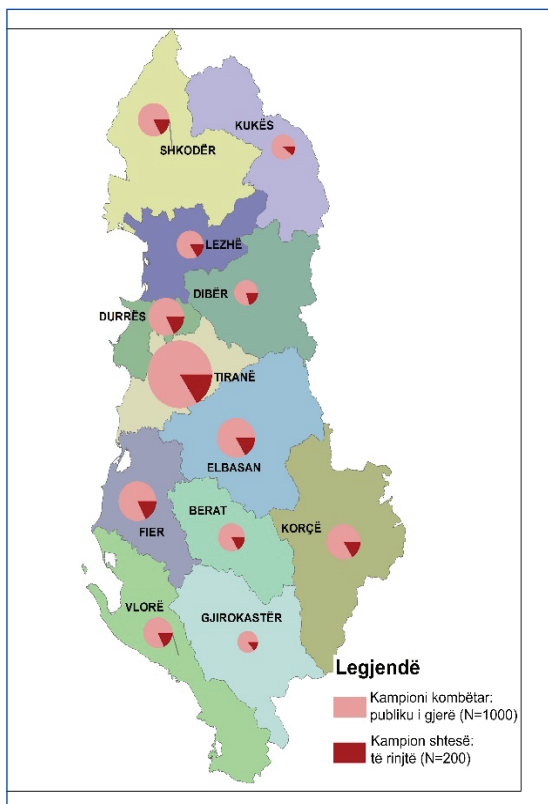 SHKODËR
KUKËS
LEZHË
DIBËR
DURRËS
TIRANË
ELBASAN
FIER
BERAT
KORÇË
VLORË
GJIROKASTËR
Legjendë
Kampioni kombëtar:
publiku i gjerë (N=1000)
Kampion shtesë:
të rinjtë (N=200)